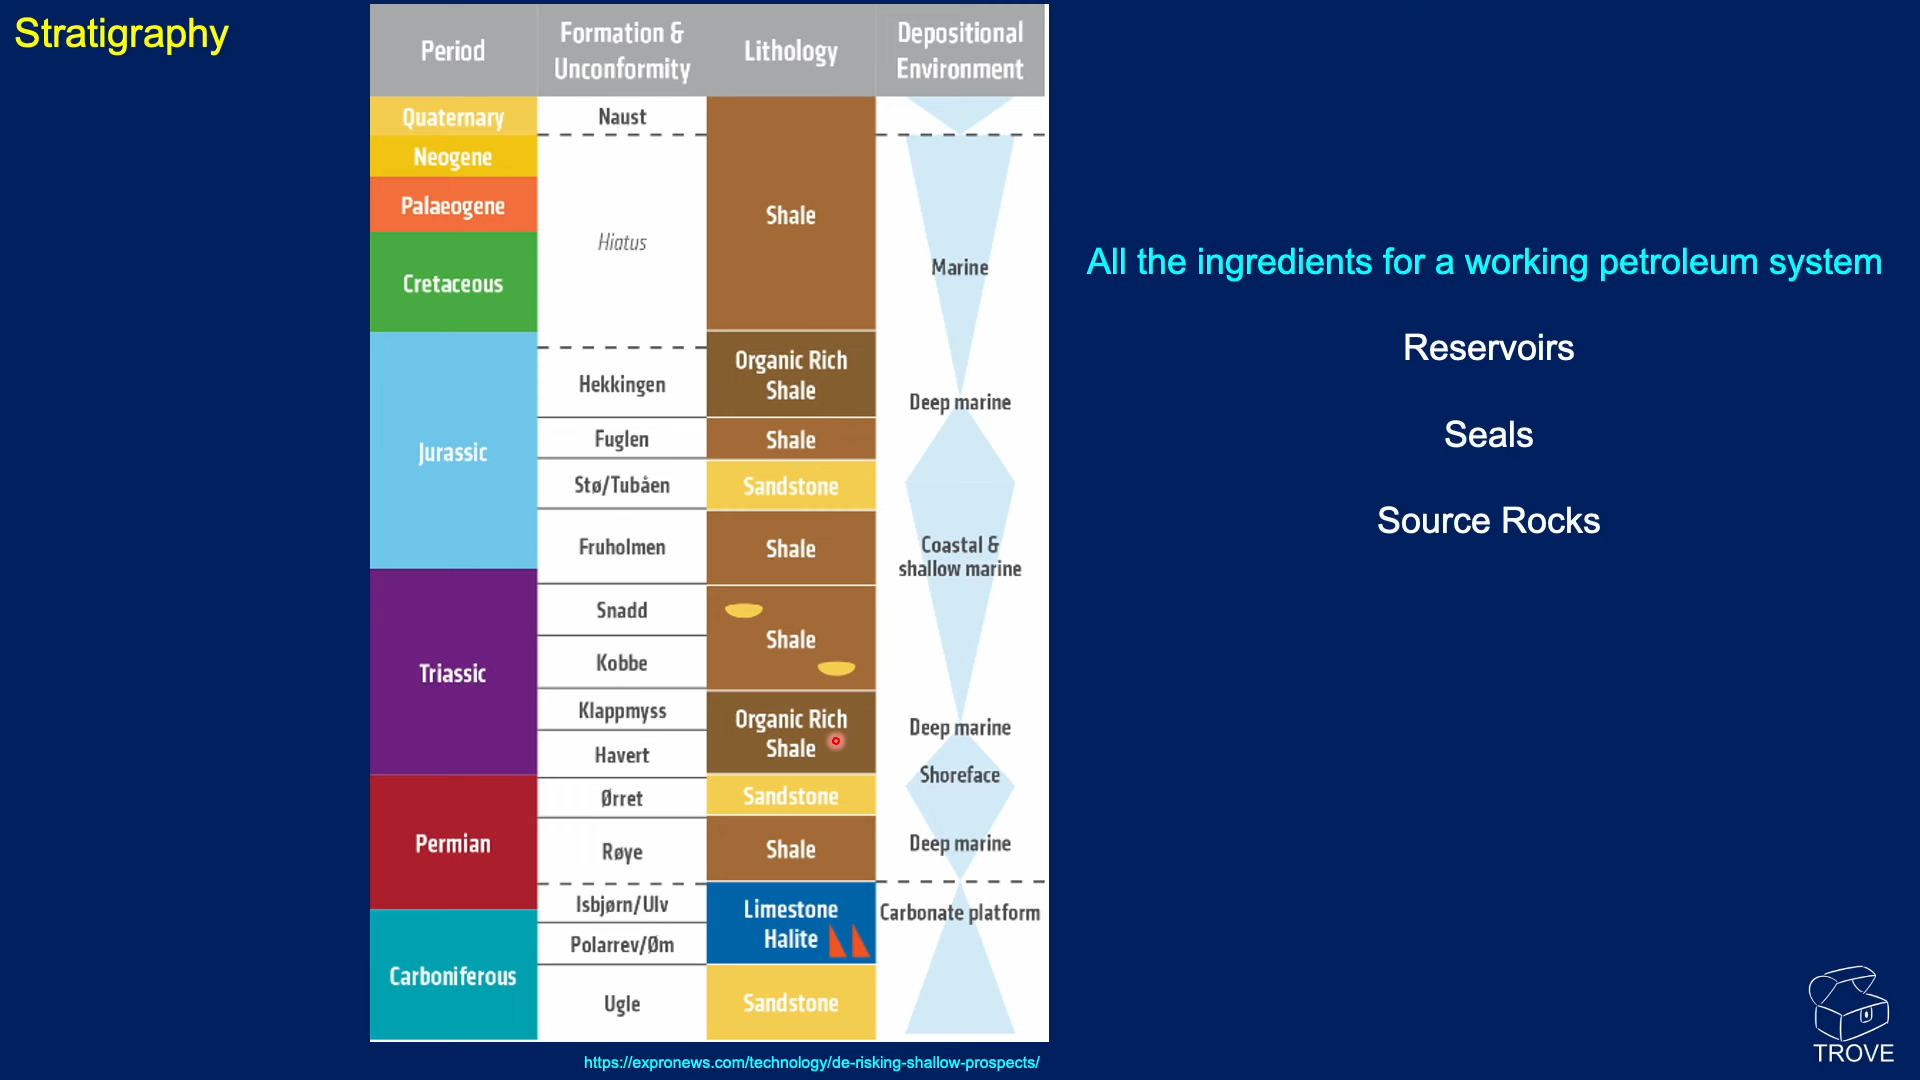 Stratigraphy
Period
Formation &
Unconformity
Lithology
Depositional
Environment
Quaternary
Neogene
Palaeogene
Cretaceous
Jurassic
Triassic
Permian
Carboniferous
Naust
Hiatus
Hekkingen
Fuglen
Stø/Tubåen
Fruholmen
Snadd
Kobbe
Klappmyss
Havert
Ørret
Røye
Isbjørn/Ulv
Polarrev/Øm
Ugle
Shale
Organic Rich
Shale
Shale
Sandstone
Shale
Shale
Organic Rich
Shale
Sandstone
Shale
Limestone
Halite
Sandstone
Marine
Deep marine
Coastal &
shallow marine
Deep marine
Shoreface
Deep marine
Carbonate platform
All the ingredients for a working petroleum system
Reservoirs
Seals
Source Rocks
https://expronews.com/technology/de-risking-shallow-prospects/
TROVE